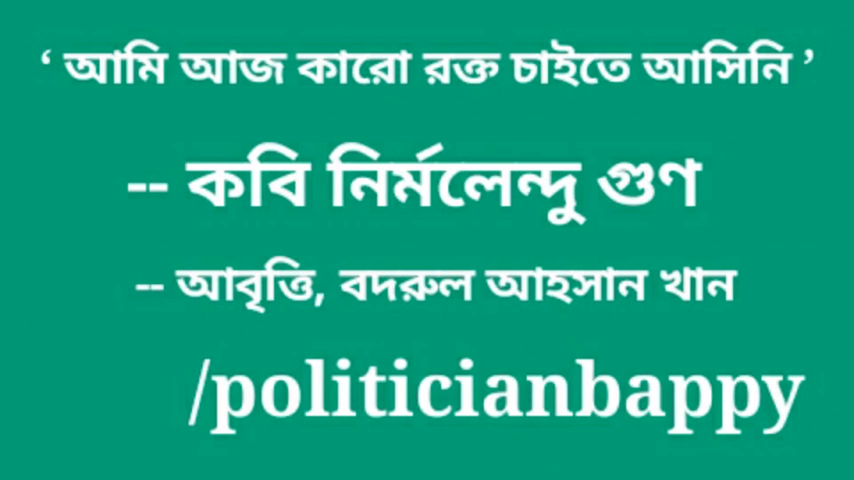 ‘ আমি আজ কারো রক্ত চাইতে আসিনি ’
-- কবি নির্মলেন্দু গুণ
-- আবৃত্তি, বদরুল আহসান খান
/politicianbappy